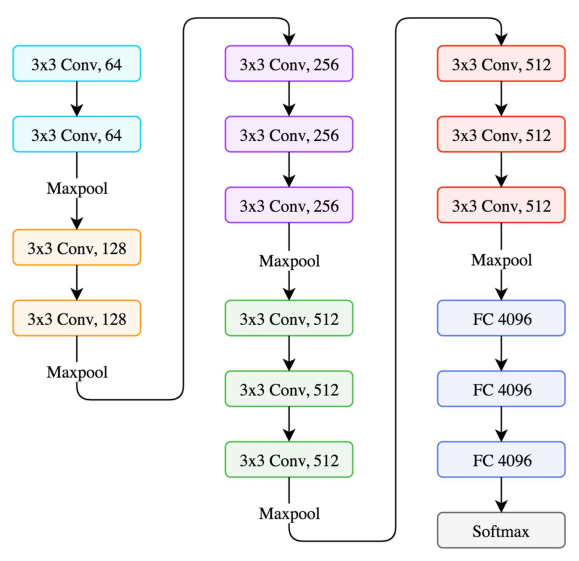 3x3 Conv, 64
3x3 Conv, 64
Maxpool
3x3 Conv, 128
3x3 Conv, 128
Maxpool
3x3 Conv, 256
3x3 Conv, 256
3x3 Conv, 256
Maxpool
3x3 Conv, 512
3x3 Conv, 512
3x3 Conv, 512
Maxpool
3x3 Conv, 512
3x3 Conv, 512
3x3 Conv, 512
Maxpool
FC 4096
FC 4096
FC 4096
Softmax